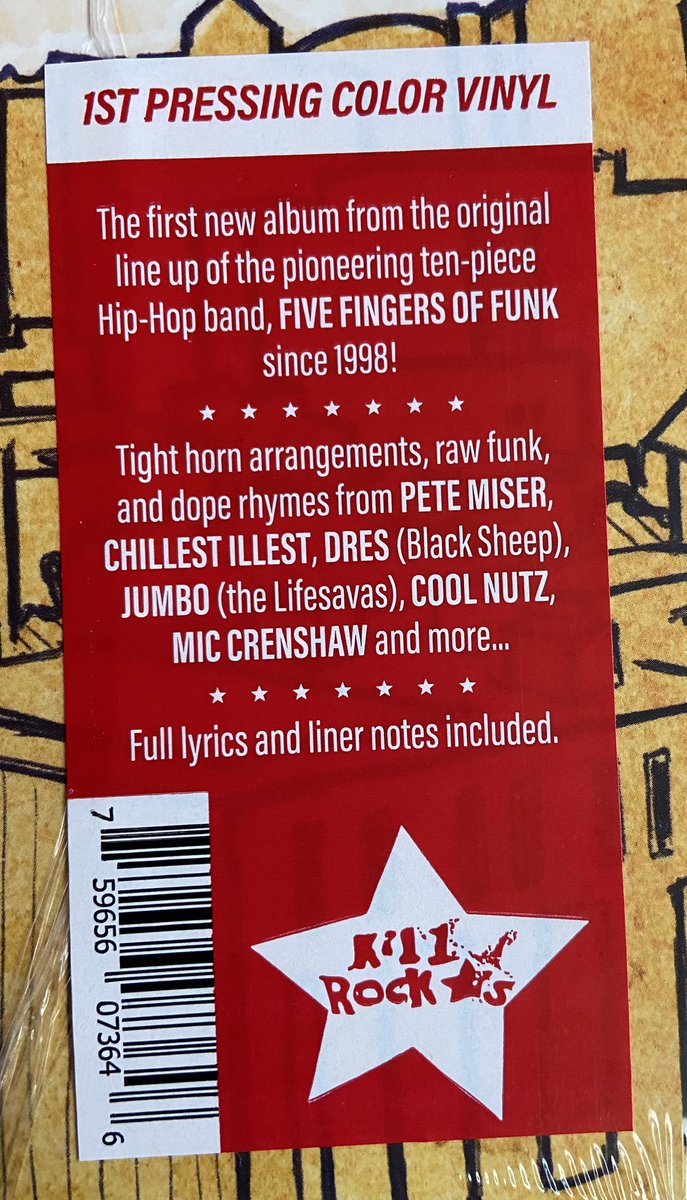 1ST PRESSING COLOR VINYL
The first new album from the original
line up of the pioneering ten-piece
Hip-Hop band, FIVE FINGERS OF FUNK
since 1998!
Tight horn arrangements, raw funk,
and dope rhymes from PETE MISER,
CHILLEST ILLEST, DRES (Black Sheep),
JUMBO (the Lifesavas), COOL NUTZ,
MIC CRENSHAW and more...
Full lyrics and liner notes included.
7 59656 07364 6
Kill
ROCK ★s